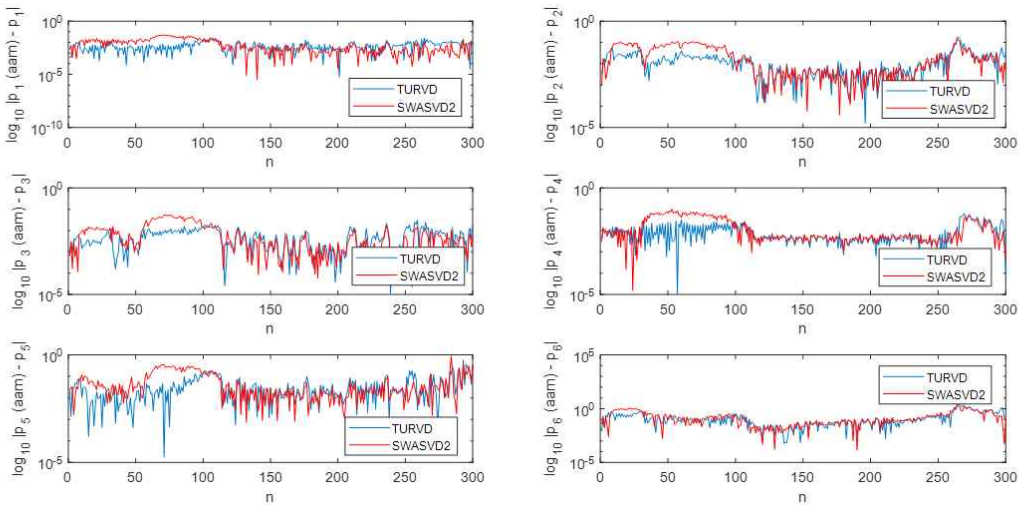 log10 |p1 (aam) - p1|
10^0
10^-5
10^-10
TURVD
SWASVD2
0 50 100 150 200 250 300
n
log10 |p2 (aam) - p2|
10^0
10^-5
TURVD
SWASVD2
0 50 100 150 200 250 300
n
log10 |p3 (aam) - p3|
10^0
10^-5
TURVD
SWASVD2
0 50 100 150 200 250 300
n
log10 |p4 (aam) - p4|
10^0
10^-5
TURVD
SWASVD2
0 50 100 150 200 250 300
n
log10 |p5 (aam) - p5|
10^0
10^-5
TURVD
SWASVD2
0 50 100 150 200 250 300
n
log10 |p6 (aam) - p6|
10^5
10^0
10^-5
TURVD
SWASVD2
0 50 100 150 200 250 300
n